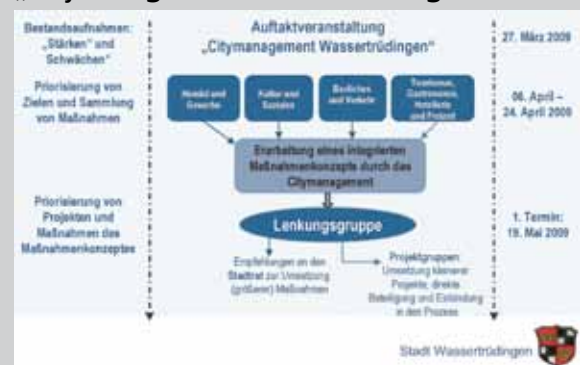 Bestandsaufnahmen:
„Stärken“ und
Schwächen“
Priorisierung von
Zielen und Sammlung
von Maßnahmen
Priorisierung von
Projekten und
Maßnahmen des
Maßnahmenkonzeptes
Auftaktveranstaltung
„Citymanagement Wassertrüdingen“
Handel und
Gewerbe
Kultur und
Soziales
Bauliches
und Verkehr
Tourismus,
Gastronomie,
Hotellerie
und Freizeit
Erarbeitung eines integrierten
Maßnahmenkonzepts durch das
Citymanagement
Lenkungsgruppe
Empfehlungen an den
Stadtrat zur Umsetzung
(größerer) Maßnahmen
Projektgruppen:
Umsetzung kleinerer
Projekte; direkte
Beteiligung und Einbindung
in den Prozess
27. März 2009
06. April –
24. April 2009
1. Termin:
19. Mai 2009
Stadt Wassertrüdingen